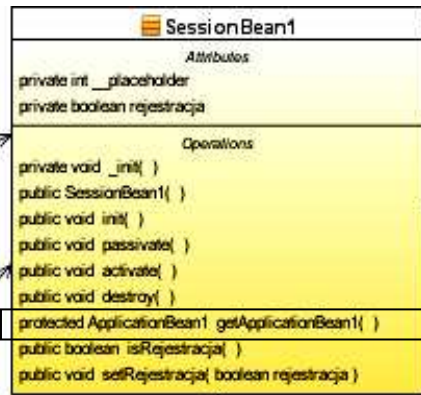 SessionBean1
Attributes
private int __placeholder
private boolean rejestracja
Operations
private void _init( )
public SessionBean1( )
public void init( )
public void passivate( )
public void activate( )
public void destroy( )
protected ApplicationBean1 getApplicationBean1( )
public boolean isRejestracja( )
public void setRejestracja( boolean rejestracja )